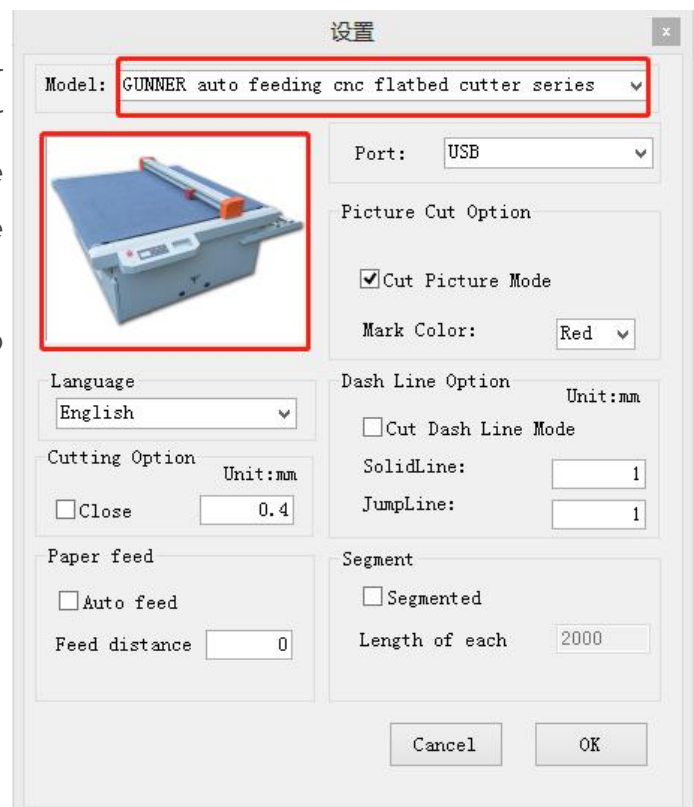 设置
x
Model: GUNNER auto feeding cnc flatbed cutter series
Port: USB
Picture Cut Option
Cut Picture Mode
Mark Color: Red
Language
English
Dash Line Option
Unit:mm
Cut Dash Line Mode
SolidLine: 1
JumpLine: 1
Cutting Option
Unit:mm
Close 0.4
Paper feed
Auto feed
Feed distance 0
Segment
Segmented
Length of each 2000
Cancel OK